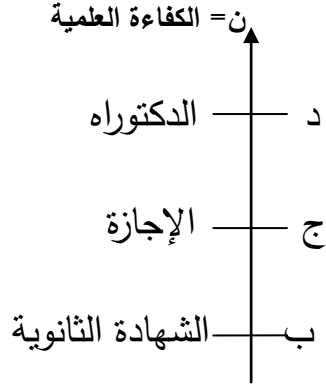 ن= الكفاءة العلمية
د الدكتوراه
ج الإجازة
ب الشهادة الثانوية